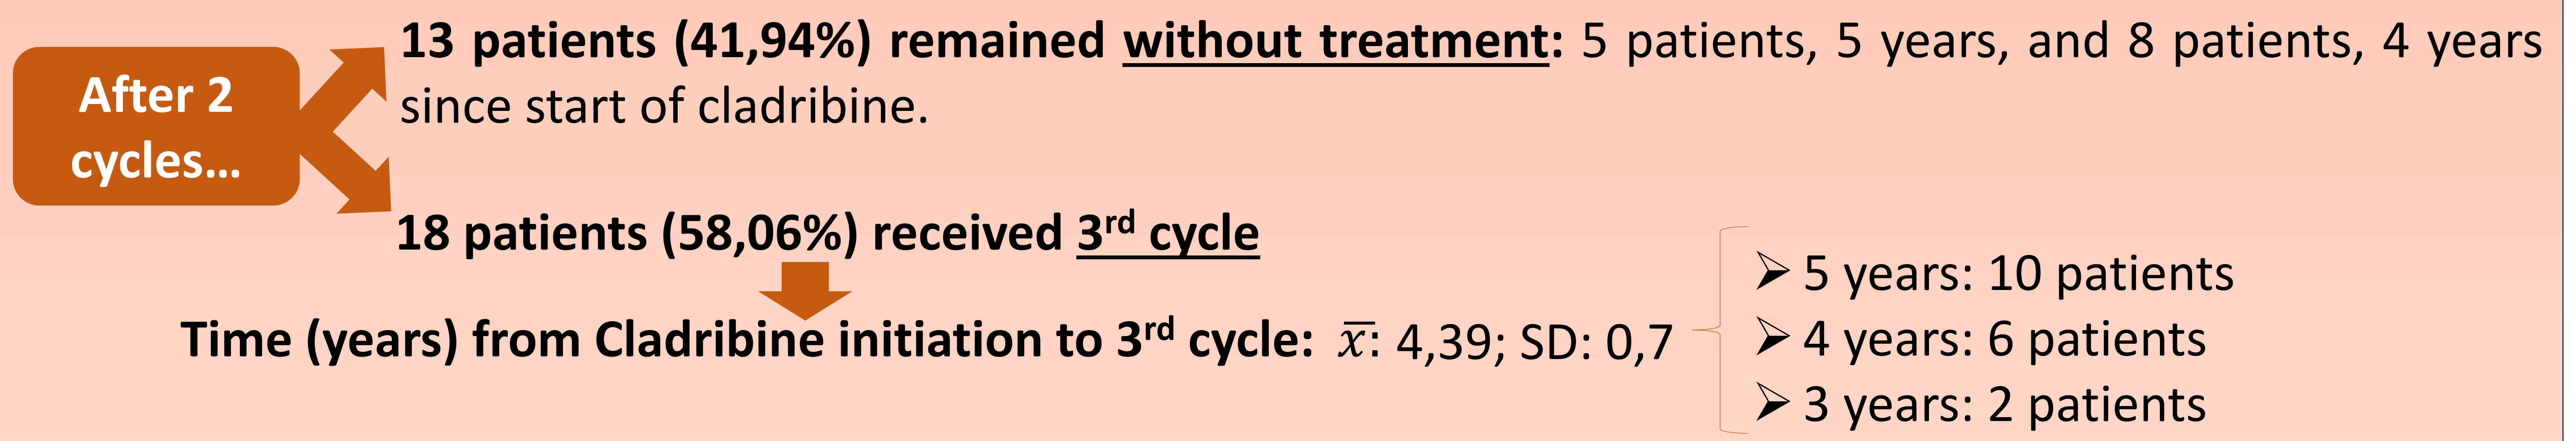 After 2
cycles...
13 patients (41,94%) remained without treatment: 5 patients, 5 years, and 8 patients, 4 years
since start of cladribine.
18 patients (58,06%) received 3rd cycle
Time (years) from Cladribine initiation to 3rd cycle: x̅: 4,39; SD: 0,7
➢ 5 years: 10 patients
➢ 4 years: 6 patients
➢ 3 years: 2 patients